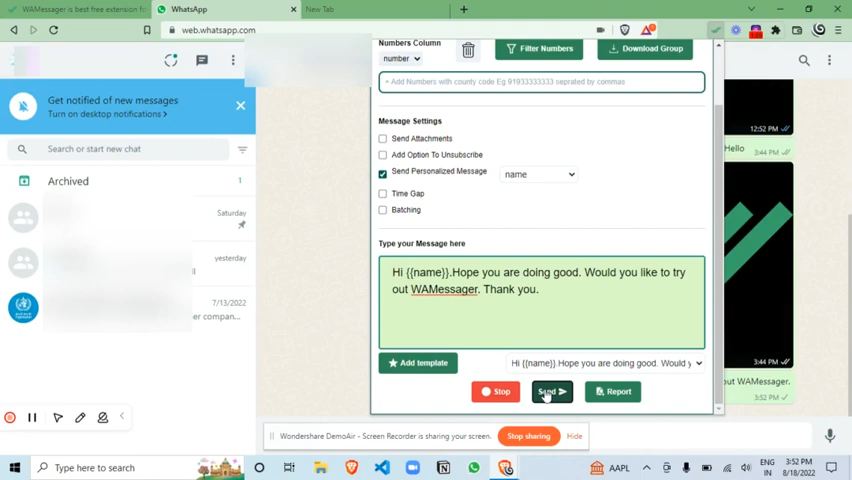 WAMessager is best free extension fo
WhatsApp
New Tab
web.whatsapp.com
Numbers Column
number
Filter Numbers
Download Group
+ Add Numbers with county code Eg 91933333333 seprated by commas
Get notified of new messages
Turn on desktop notifications >
Search or start new chat
Archived
1
Saturday
yesterday
7/13/2022
er compan...
Message Settings
Send Attachments
Add Option To Unsubscribe
Send Personalized Message
name
Time Gap
Batching
Type your Message here
Hi {{name}}.Hope you are doing good. Would you like to try
out WAMessager. Thank you.
Add template
Hi {{name}}.Hope you are doing good. Would y
Stop
Send
Report
12:52 PM
Hello
3:44 PM
3:44 PM
out WAMessager.
3:52 PM
Wondershare DemoAir - Screen Recorder is sharing your screen.
Stop sharing
Hide
Type here to search
AAPL
ENG
IN
3:52 PM
8/18/2022